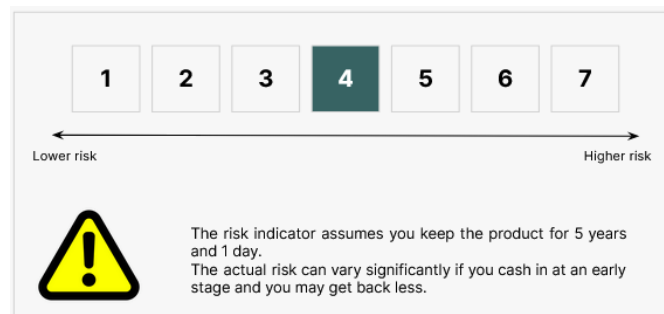 1 2 3 4 5 6 7
Lower risk Higher risk
The risk indicator assumes you keep the product for 5 years
and 1 day.
The actual risk can vary significantly if you cash in at an early
stage and you may get back less.